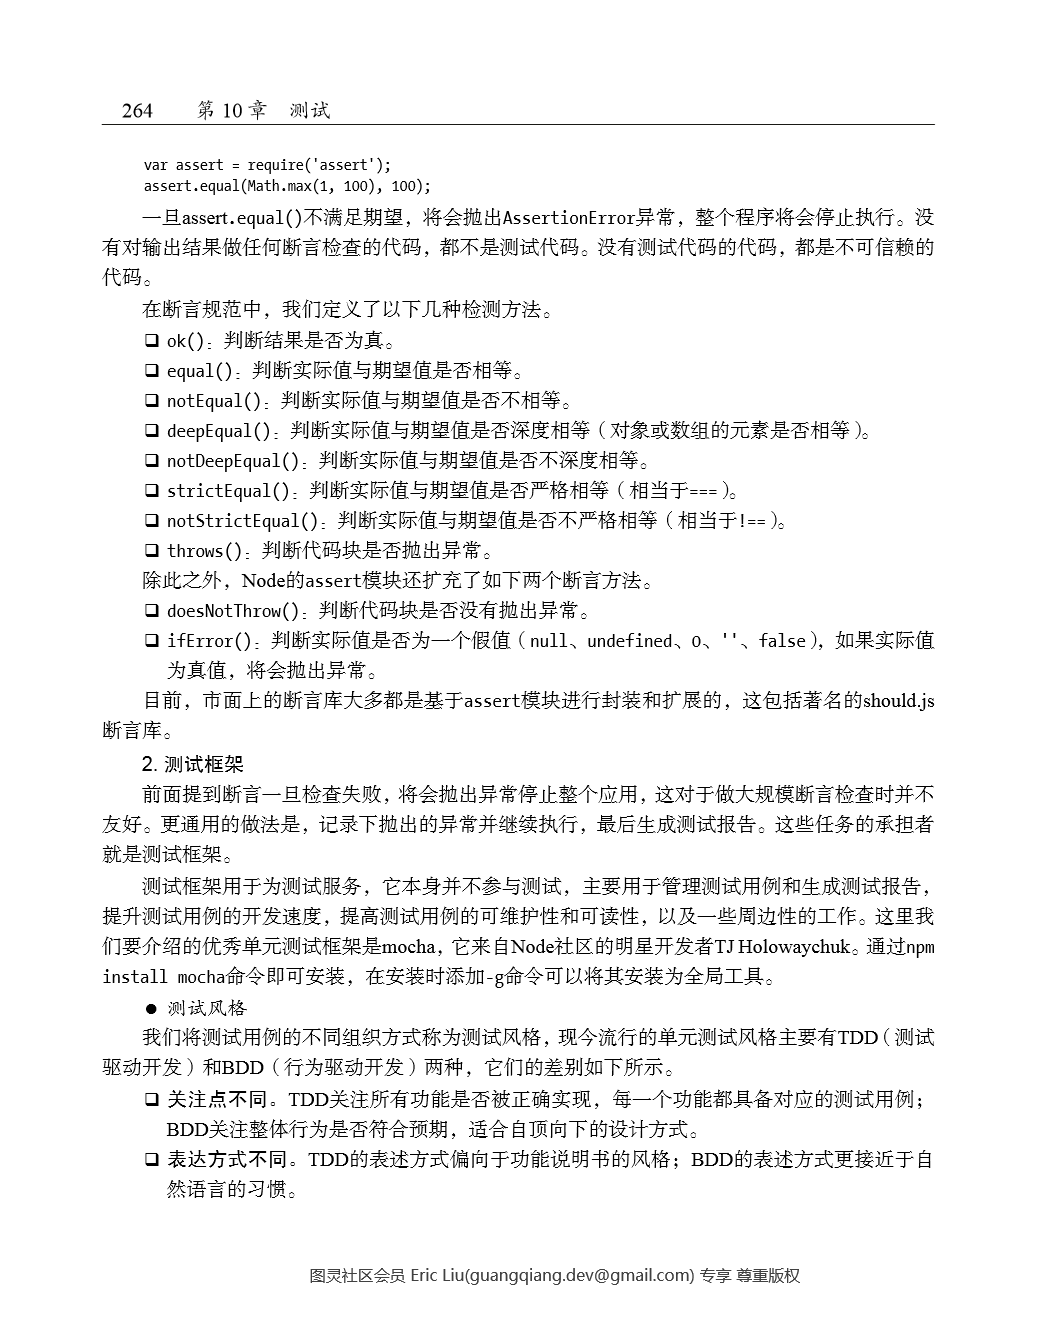 264 第 10 章 测试
var assert = require('assert');
assert.equal(Math.max(1, 100), 100);
一旦assert.equal()不满足期望，将会抛出AssertionError异常，整个程序将会停止执行。没
有对输出结果做任何断言检查的代码，都不是测试代码。没有测试代码的代码，都是不可信赖的
代码。
在断言规范中，我们定义了以下几种检测方法。
❑ ok()：判断结果是否为真。
❑ equal()：判断实际值与期望值是否相等。
❑ notEqual()：判断实际值与期望值是否不相等。
❑ deepEqual()：判断实际值与期望值是否深度相等（对象或数组的元素是否相等）。
❑ notDeepEqual()：判断实际值与期望值是否不深度相等。
❑ strictEqual()：判断实际值与期望值是否严格相等（相当于===）。
❑ notStrictEqual()：判断实际值与期望值是否不严格相等（相当于!==）。
❑ throws()：判断代码块是否抛出异常。
除此之外，Node的assert模块还扩充了如下两个断言方法。
❑ doesNotThrow()：判断代码块是否没有抛出异常。
❑ ifError()：判断实际值是否为一个假值（null、undefined、0、''、false），如果实际值
为真值，将会抛出异常。
目前，市面上的断言库大多都是基于assert模块进行封装和扩展的，这包括著名的should.js
断言库。
2. 测试框架
前面提到断言一旦检查失败，将会抛出异常停止整个应用，这对于做大规模断言检查时并不
友好。更通用的做法是，记录下抛出的异常并继续执行，最后生成测试报告。这些任务的承担者
就是测试框架。
测试框架用于为测试服务，它本身并不参与测试，主要用于管理测试用例和生成测试报告，
提升测试用例的开发速度，提高测试用例的可维护性和可读性，以及一些周边性的工作。这里我
们要介绍的优秀单元测试框架是mocha，它来自Node社区的明星开发者TJ Holowaychuk。通过npm
install mocha命令即可安装，在安装时添加-g命令可以将其安装为全局工具。
● 测试风格
我们将测试用例的不同组织方式称为测试风格，现今流行的单元测试风格主要有TDD（测试
驱动开发）和BDD（行为驱动开发）两种，它们的差别如下所示。
❑ 关注点不同。TDD关注所有功能是否被正确实现，每一个功能都具备对应的测试用例；
BDD关注整体行为是否符合预期，适合自顶向下的设计方式。
❑ 表达方式不同。TDD的表述方式偏向于功能说明书的风格；BDD的表述方式更接近于自
然语言的习惯。
图灵社区会员 Eric Liu(guangqiang.dev@gmail.com) 专享 尊重版权